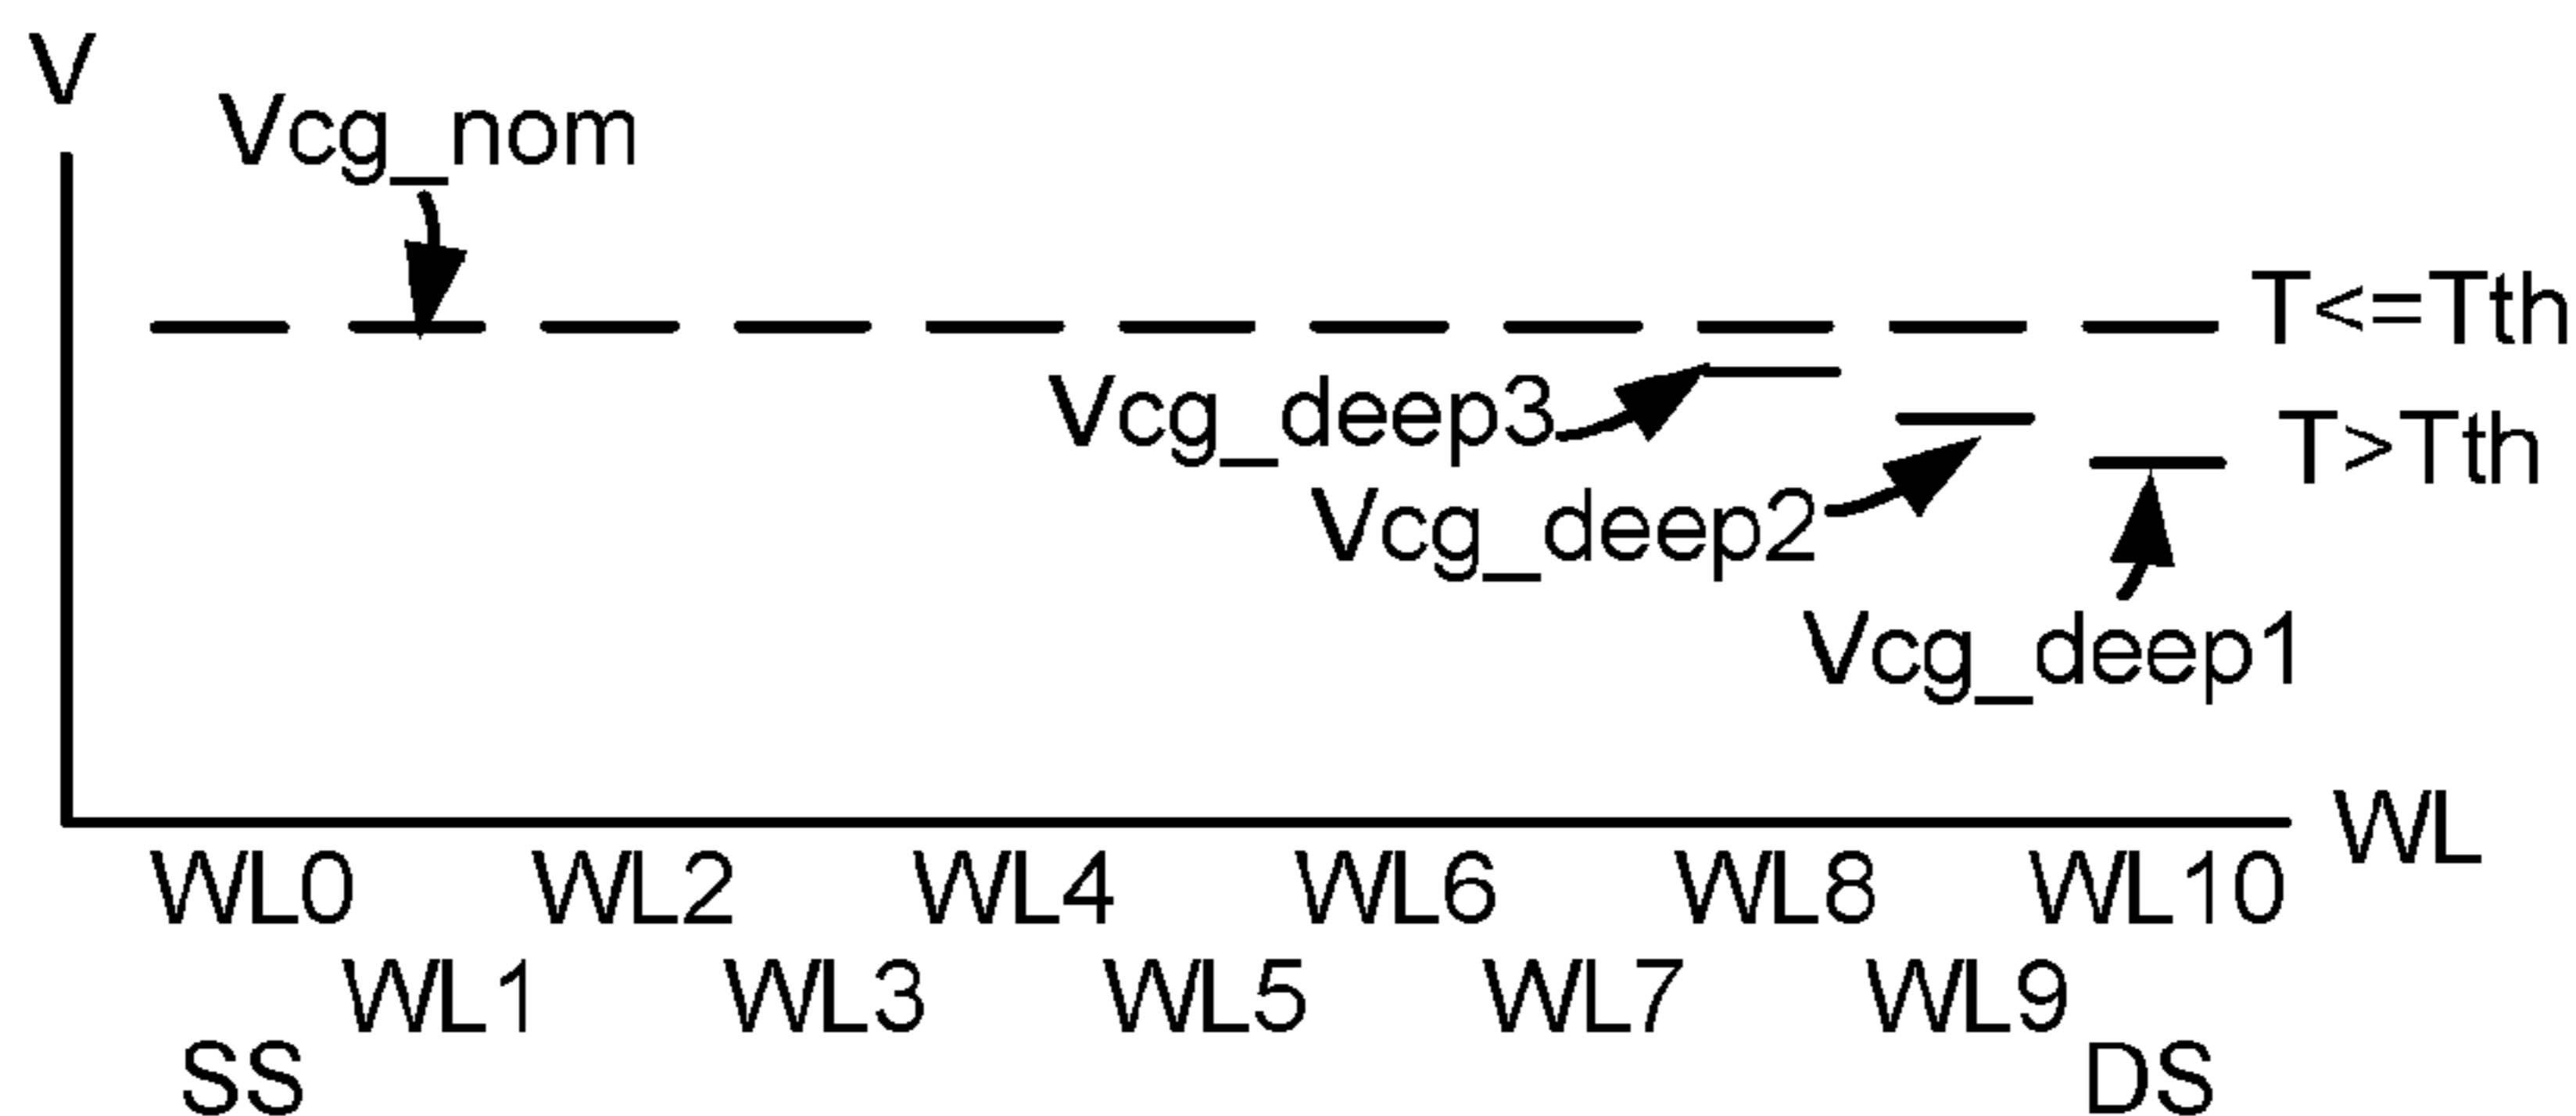 V
Vcg_nom
T<=Tth
Vcg_deep3
T>Tth
Vcg_deep2
Vcg_deep1
WL
WL0 WL2 WL4 WL6 WL8 WL10
WL1 WL3 WL5 WL7 WL9
SS DS